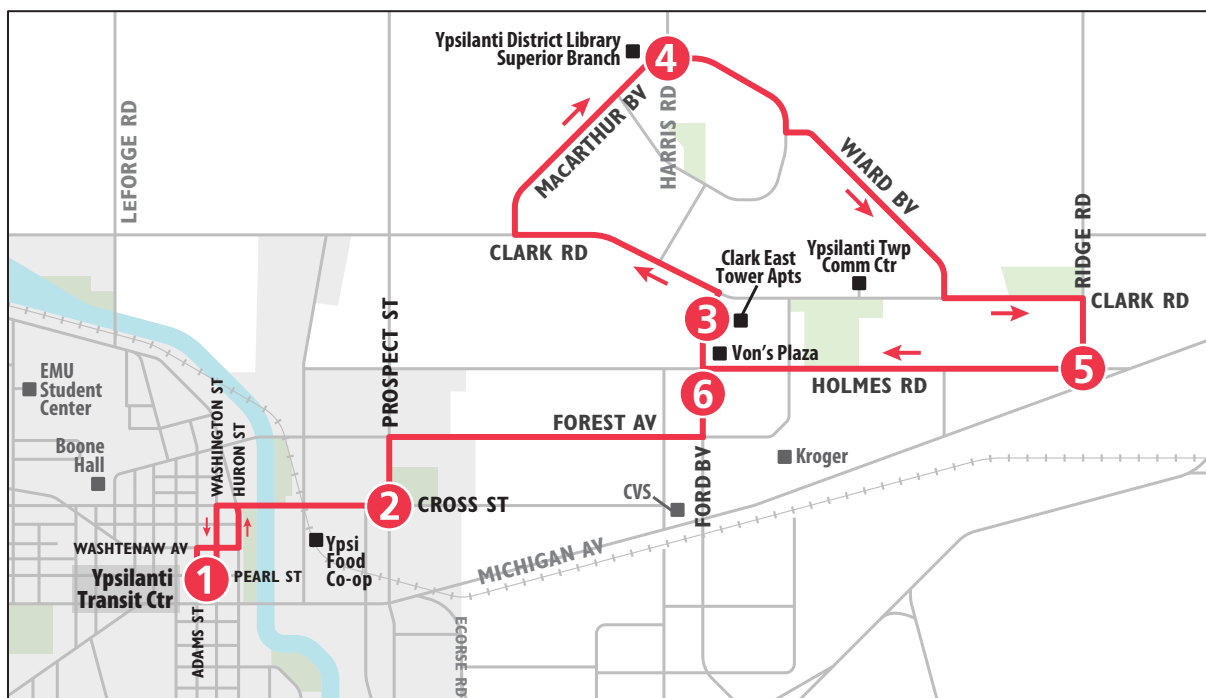 Ypsilanti District Library
Superior Branch
4
LEFORGE RD
MACARTHUR BV
HARRIS RD
WIARD BV
RIDGE RD
CLARK RD
Clark East
Tower Apts
Ypsilanti Twp
Comm Ctr
CLARK RD
3
Von's Plaza
PROSPECT ST
EMU
Student
Center
HOLMES RD
5
6
WASHINGTON ST
HURON ST
FOREST AV
Boone
Hall
Kroger
CVS
FORD BV
2
CROSS ST
WASHTENAW AV
Ypsi
Food
Co-op
MICHIGAN AV
Ypsilanti
Transit Ctr
1
PEARL ST
ADAMS ST
ECORSE RD